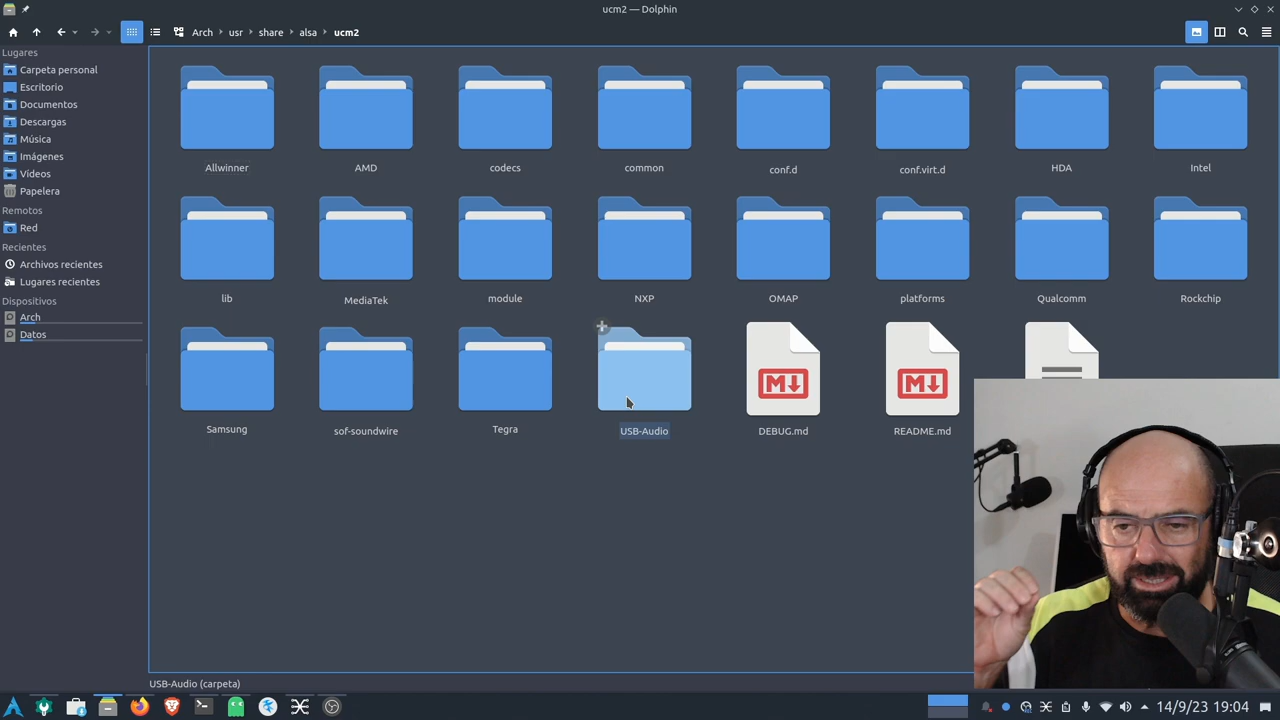 ucm2 — Dolphin
Arch usr share alsa ucm2
Lugares
Carpeta personal
Escritorio
Documentos
Descargas
Música
Imágenes
Vídeos
Papelera
Remotos
Red
Recientes
Archivos recientes
Lugares recientes
Dispositivos
Arch
Datos
Allwinner AMD codecs common conf.d conf.virt.d HDA Intel
lib MediaTek module NXP OMAP platforms Qualcomm Rockchip
Samsung sof-soundwire Tegra USB-Audio DEBUG.md README.md
USB-Audio (carpeta)
14/9/23 19:04